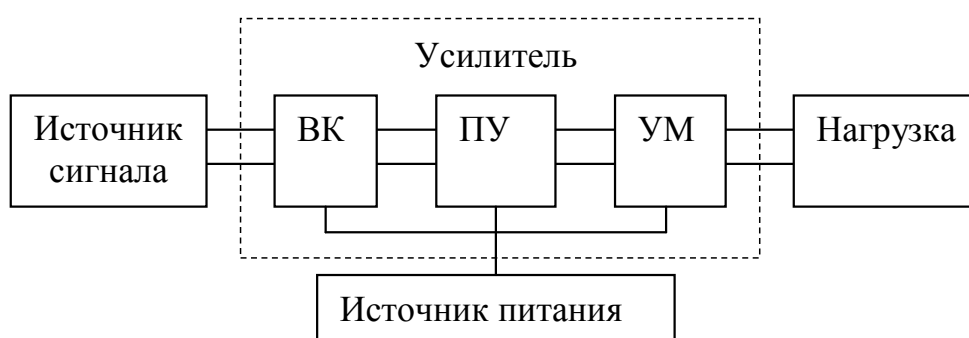 Усилитель
Источник
сигнала
ВК
ПУ
УМ
Нагрузка
Источник питания